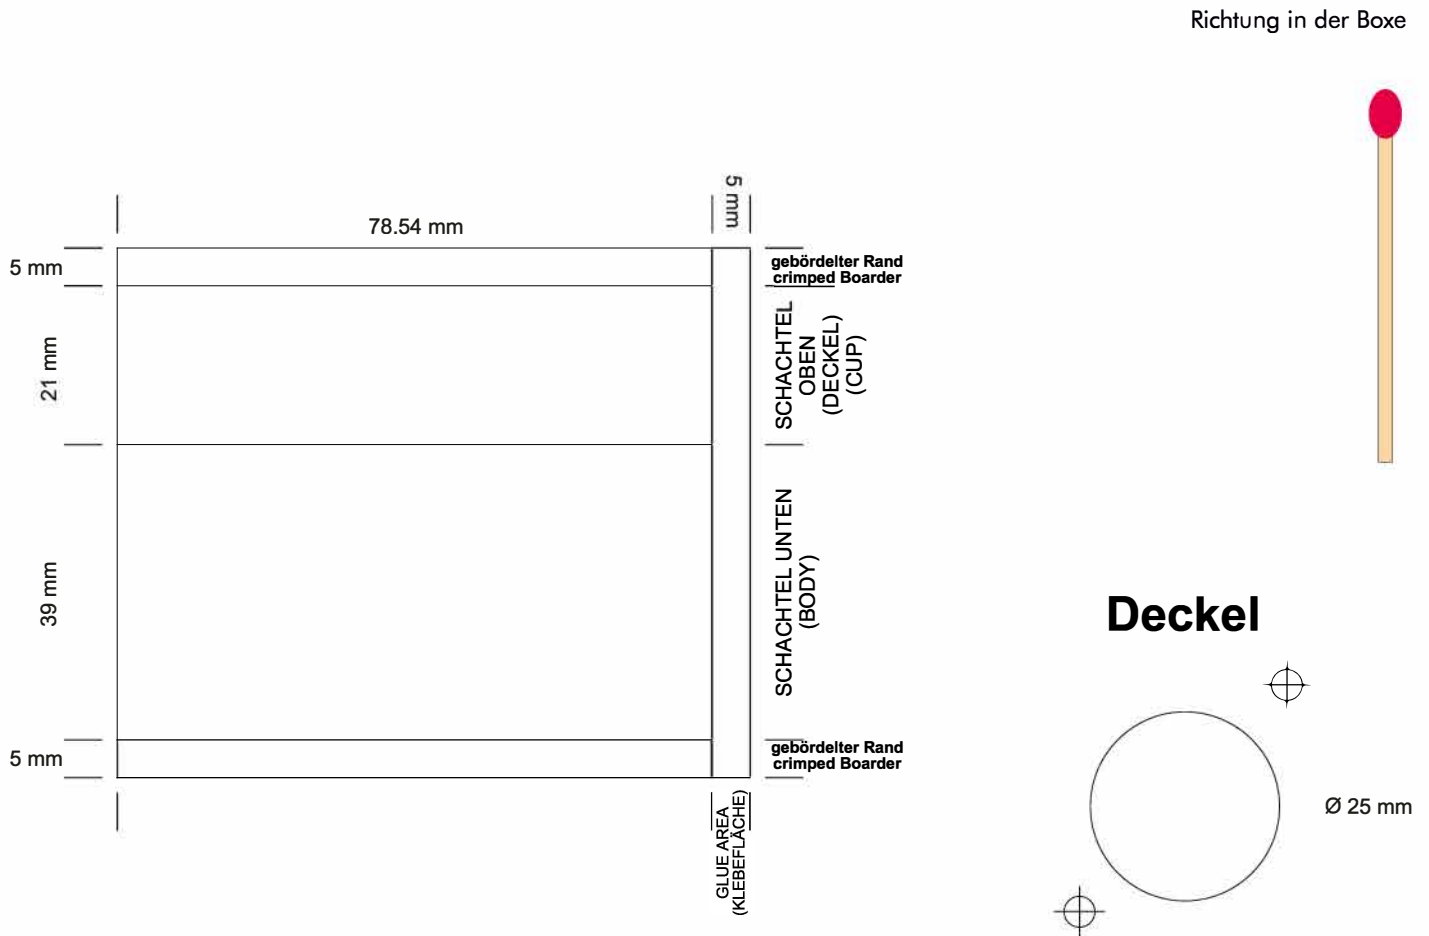 Richtung in der Boxe
5 mm
78.54 mm
5 mm
gebördelter Rand
crimped Boarder
21 mm
SCHACHTEL
OBEN
(DECKEL)
(CUP)
39 mm
SCHACHTEL UNTEN
(BODY)
Deckel
5 mm
gebördelter Rand
crimped Boarder
Ø 25 mm
GLUE AREA
(KLEBEFLÄCHE)